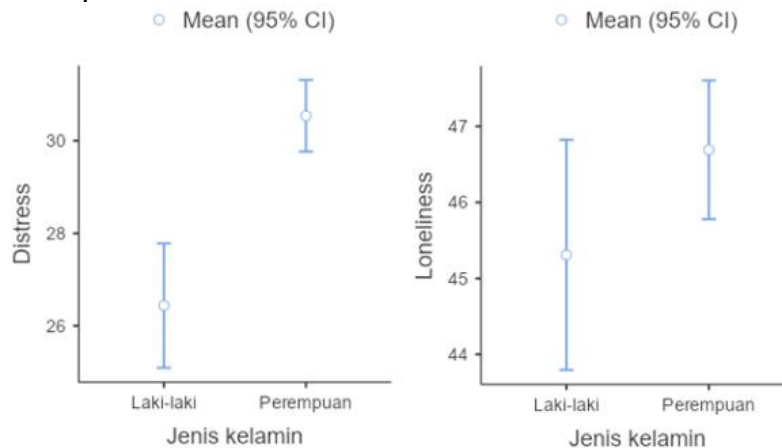 Mean (95% CI)
30
28
26
Distress
Laki-laki Perempuan
Jenis kelamin
Mean (95% CI)
47
46
45
44
Loneliness
Laki-laki Perempuan
Jenis kelamin